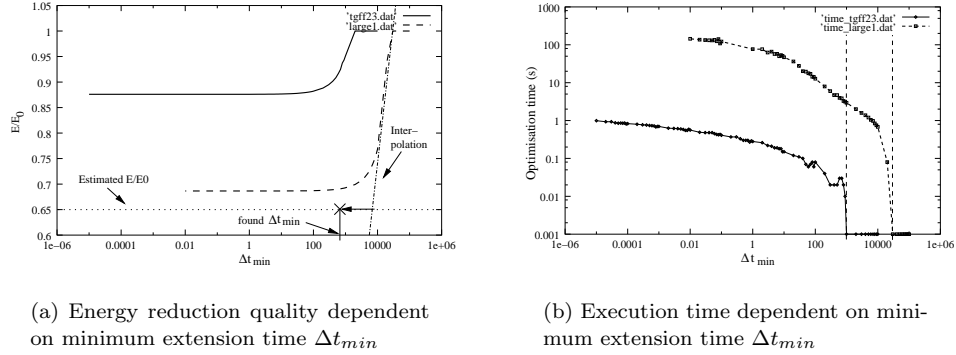 'tgff23.dat'
'large1.dat'
1.05
1
0.95
0.9
0.85
0.8
0.75
0.7
0.65
0.6
E/E0
Inter-
polation
Estimated E/E0
found Δt min
1e-06 0.0001 0.01 1 100 10000 1e+06
Δt min
(a) Energy reduction quality dependent
on minimum extension time Δtmin
'time_tgff23.dat'
'time_large1.dat'
1000
100
10
1
0.1
0.01
0.001
Optimisation time (s)
1e-06 0.0001 0.01 1 100 10000 1e+06
Δt min
(b) Execution time dependent on mini-
mum extension time Δtmin